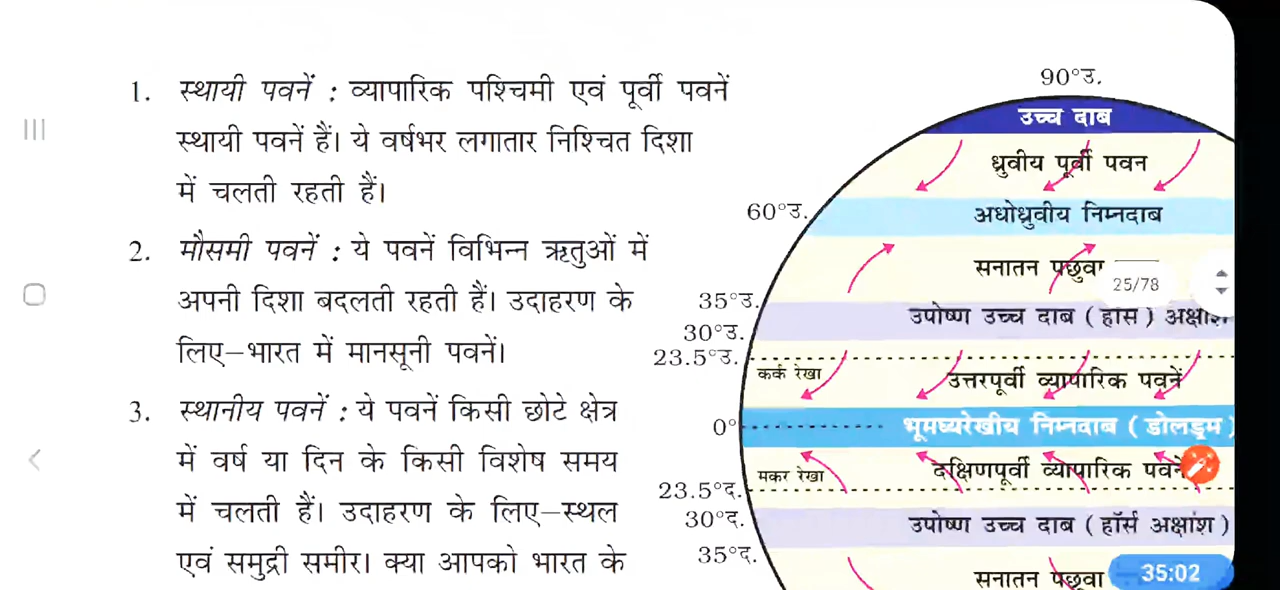 1. स्थायी पवनें : व्यापारिक पश्चिमी एवं पूर्वी पवनें
स्थायी पवनें हैं। ये वर्षभर लगातार निश्चित दिशा
में चलती रहती हैं।
2. मौसमी पवनें : ये पवनें विभिन्न ऋतुओं में
अपनी दिशा बदलती रहती हैं। उदाहरण के
लिए–भारत में मानसूनी पवनें।
3. स्थानीय पवनें : ये पवनें किसी छोटे क्षेत्र
में वर्ष या दिन के किसी विशेष समय
में चलती हैं। उदाहरण के लिए–स्थल
एवं समुद्री समीर। क्या आपको भारत के
90°उ.
उच्च दाब
ध्रुवीय पूर्वी पवन
60°उ.
अधोध्रुवीय निम्नदाब
सनातन पछुवा
25/78
35°उ.
उपोष्ण उच्च दाब (हॉर्स) अक्षांश
30°उ.
23.5°उ.
कर्क रेखा
उत्तरपूर्वी व्यापारिक पवनें
0°
भूमध्यरेखीय निम्नदाब (डोलड्रम)
मकर रेखा
दक्षिणपूर्वी व्यापारिक पवनें
23.5°द.
30°द.
उपोष्ण उच्च दाब (हॉर्स अक्षांश)
35°द.
सनातन पछुवा
35:02